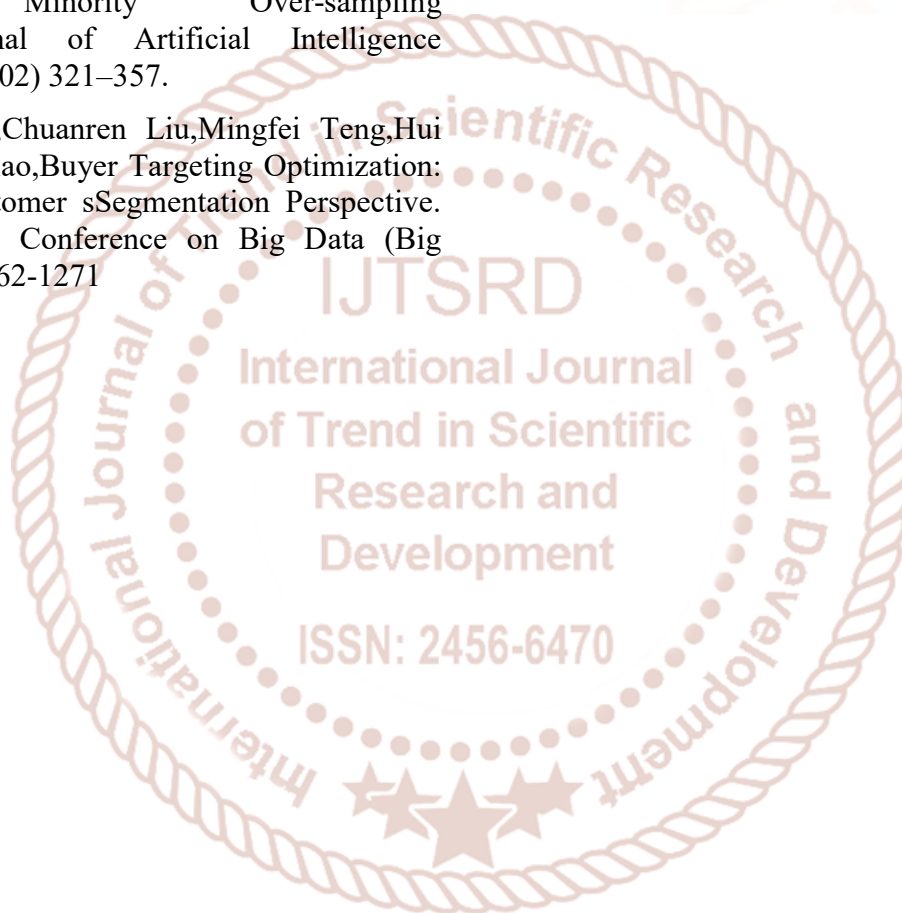 Minority Over-sampling
nal of Artificial Intelligence
02) 321–357.
,Chuanren Liu,Mingfei Teng,Hui
ao,Buyer Targeting Optimization:
tomer sSegmentation Perspective.
Conference on Big Data (Big
62-1271
International Journal of Trend in Scientific Research and Development
IJTSRD
International Journal
of Trend in Scientific
Research and
Development
ISSN: 2456-6470